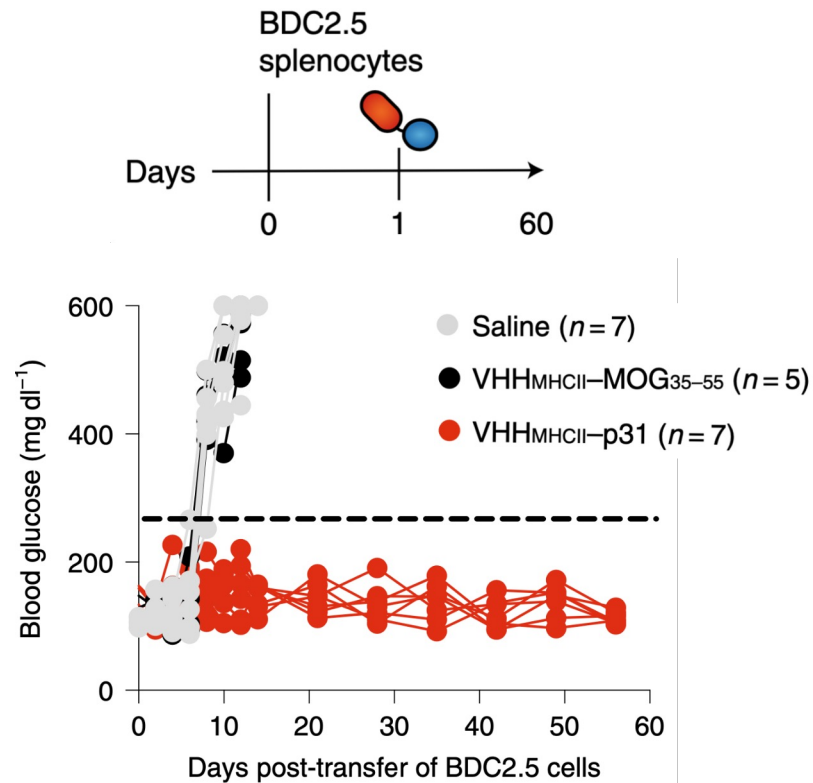 BDC2.5
splenocytes
Days
0 1 60
600
400
200
0
Blood glucose (mg dl⁻¹)
Saline (n = 7)
VHHMHCII–MOG35–55 (n = 5)
VHHMHCII–p31 (n = 7)
0 10 20 30 40 50 60
Days post-transfer of BDC2.5 cells